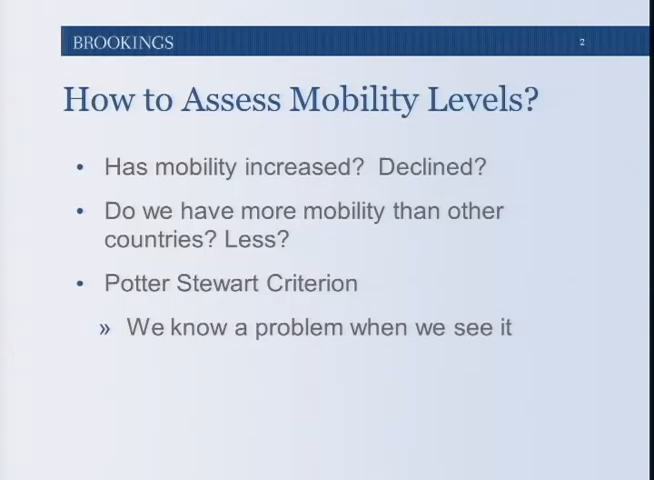 BROOKINGS 2
How to Assess Mobility Levels?
• Has mobility increased? Declined?
• Do we have more mobility than other
countries? Less?
• Potter Stewart Criterion
» We know a problem when we see it